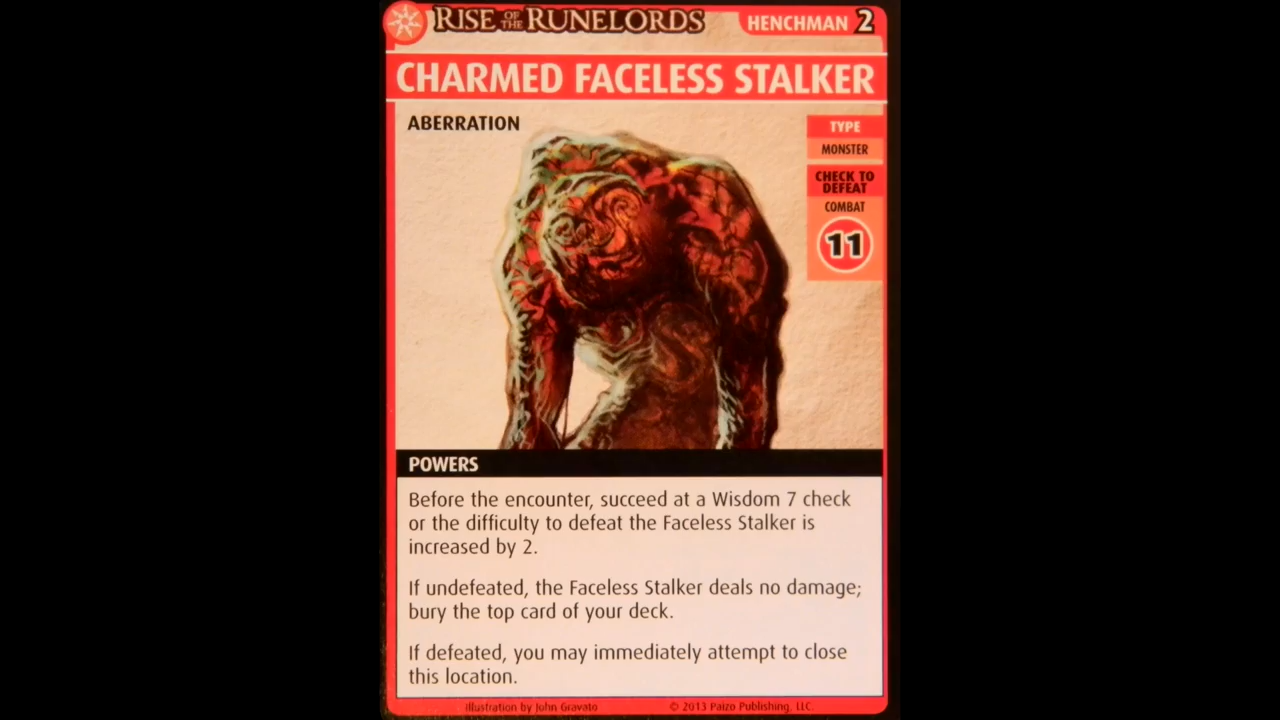 RISE OF THE RUNELORDS
HENCHMAN 2
CHARMED FACELESS STALKER
ABERRATION
TYPE
MONSTER
CHECK TO
DEFEAT
COMBAT
11
POWERS
Before the encounter, succeed at a Wisdom 7 check
or the difficulty to defeat the Faceless Stalker is
increased by 2.
If undefeated, the Faceless Stalker deals no damage;
bury the top card of your deck.
If defeated, you may immediately attempt to close
this location.
Illustration by John Gravato
© 2013 Paizo Publishing, LLC.